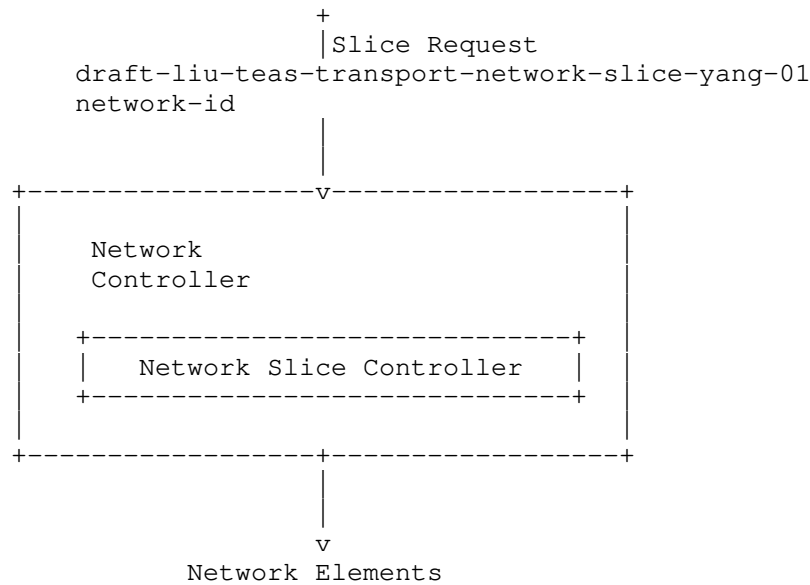 Slice Request
draft-liu-teas-transport-network-slice-yang-01
network-id
v
Network
Controller
Network Slice Controller
v
Network Elements